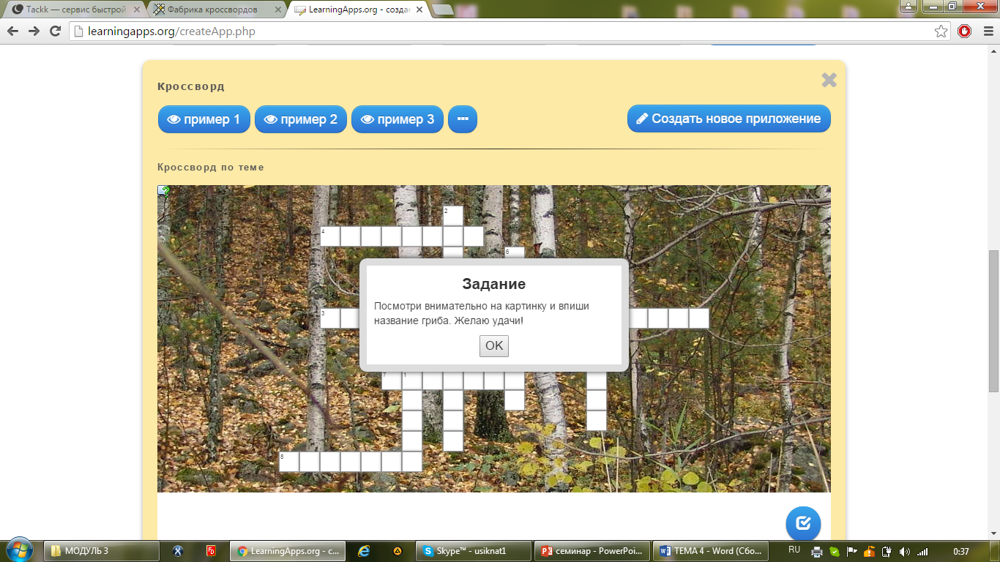 Tackk — сервис быстрой
Фабрика кроссвордов
LearningApps.org - созда
learningapps.org/createApp.php
Кроссворд
пример 1
пример 2
пример 3
Создать новое приложение
Кроссворд по теме
2
4
6
Задание
Посмотри внимательно на картинку и впиши
название гриба. Желаю удачи!
OK
3
7 1
8
МОДУЛЬ 3
LearningApps.org - с...
Skype™ - usiknat1
семинар - PowerPoi...
ТЕМА 4 - Word (Сбо...
RU
0:37